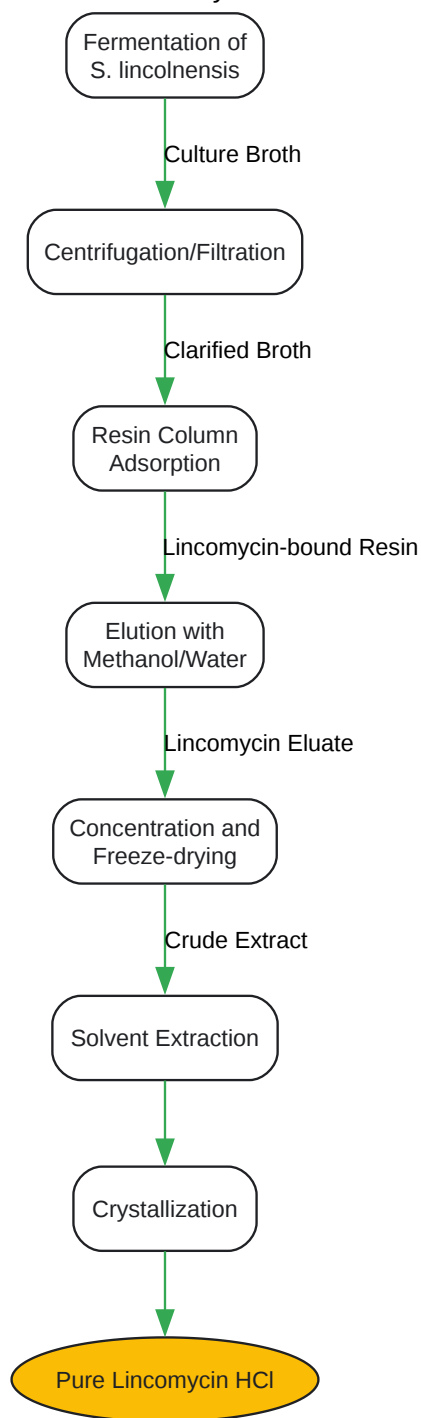 Fermentation of
S. lincolnensis
Culture Broth
Centrifugation/Filtration
Clarified Broth
Resin Column
Adsorption
Lincomycin-bound Resin
Elution with
Methanol/Water
Lincomycin Eluate
Concentration and
Freeze-drying
Crude Extract
Solvent Extraction
Crystallization
Pure Lincomycin HCl